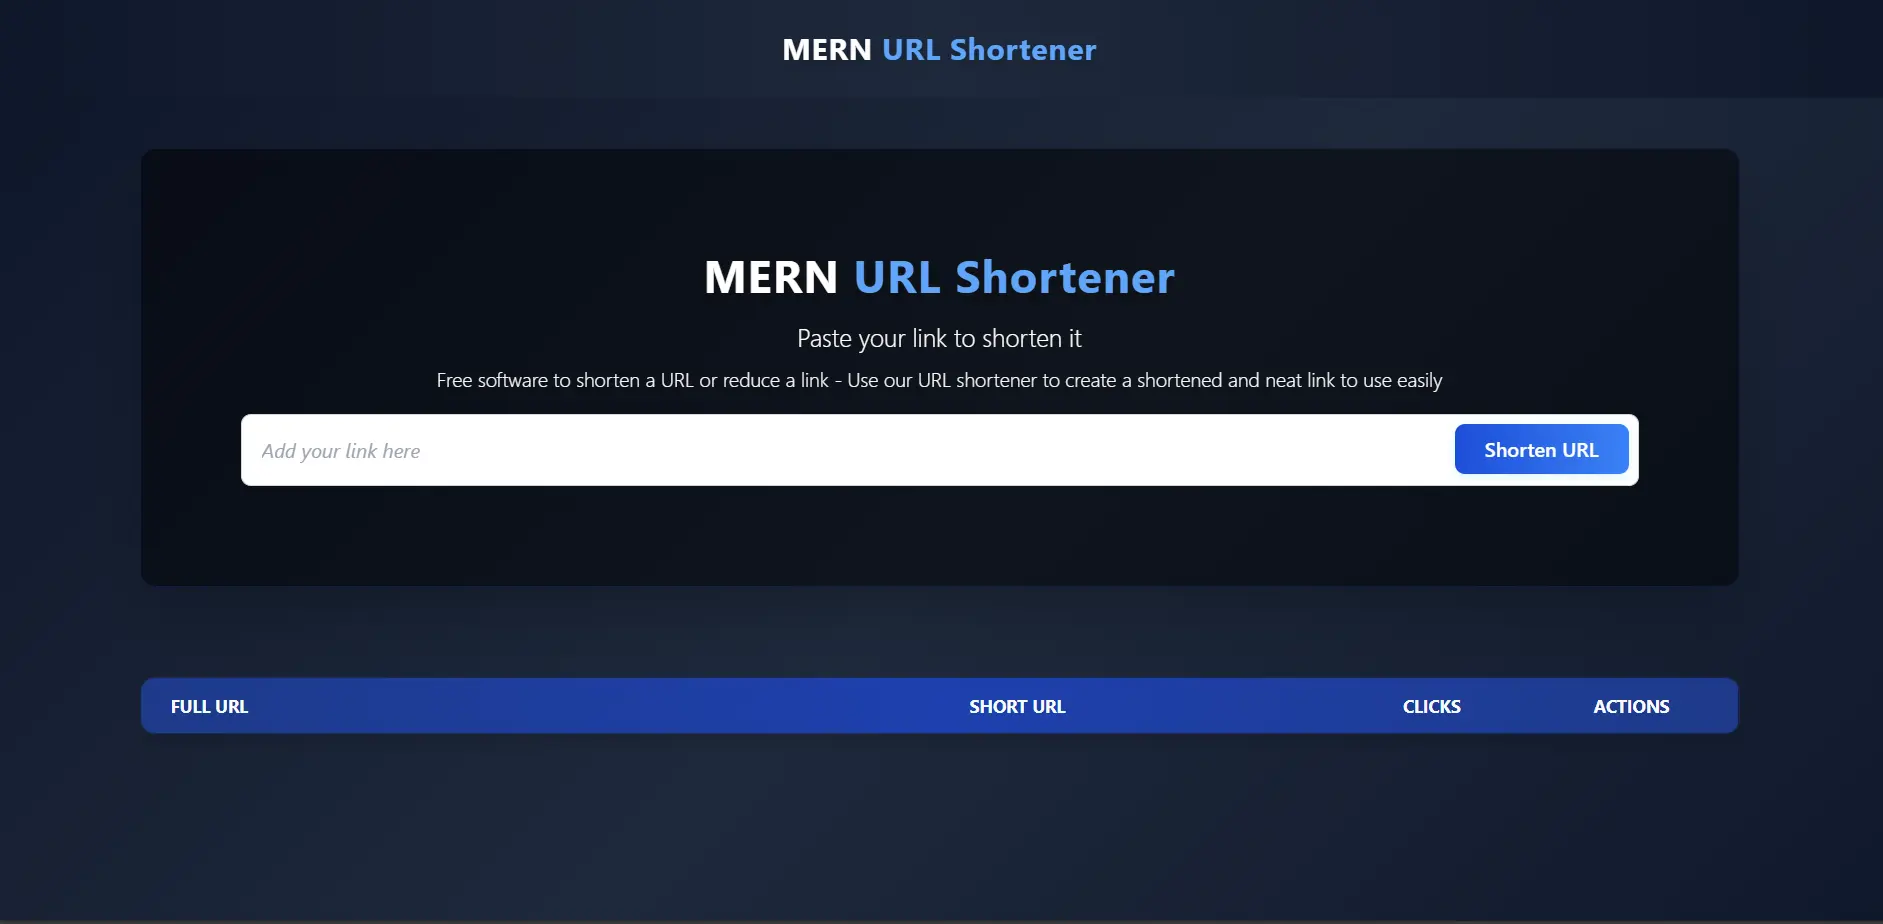 MERN URL Shortener
MERN URL Shortener
Paste your link to shorten it
Free software to shorten a URL or reduce a link - Use our URL shortener to create a shortened and neat link to use easily
Add your link here
Shorten URL
FULL URL SHORT URL CLICKS ACTIONS